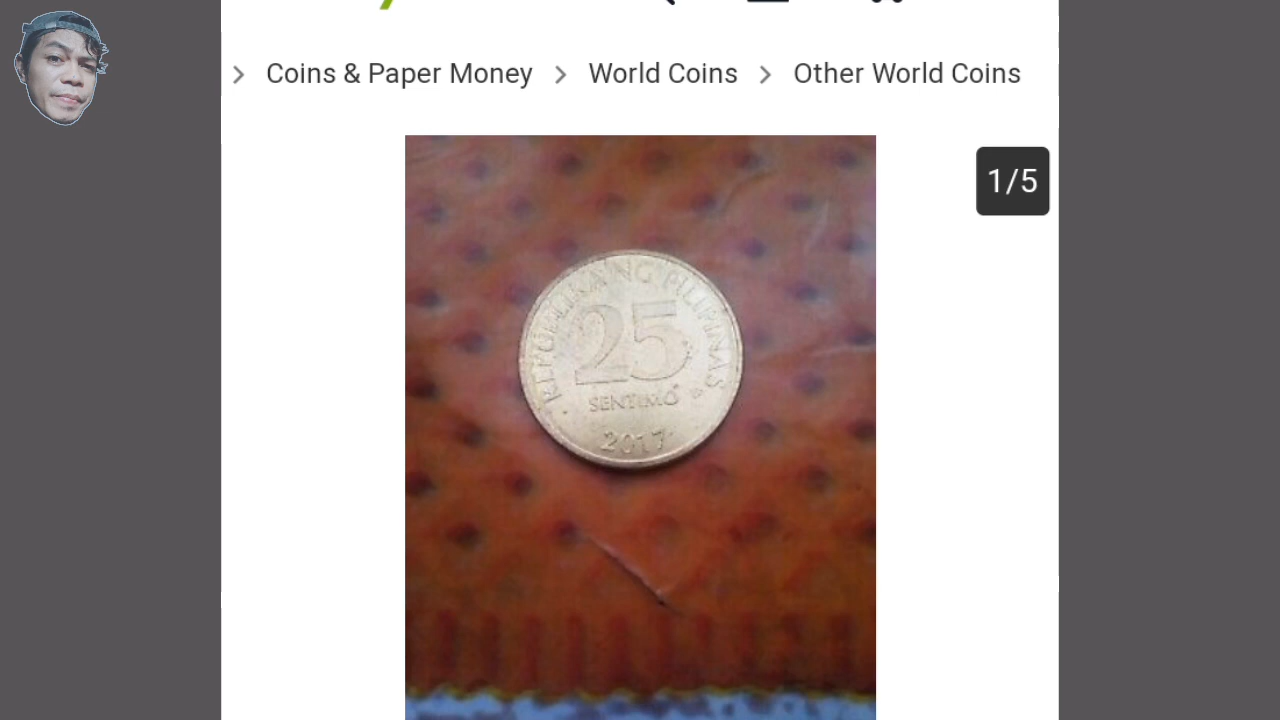 Coins & Paper Money > World Coins > Other World Coins
1/5
REPUBLIKA NG PILIPINAS
25
SENTIMO
2017